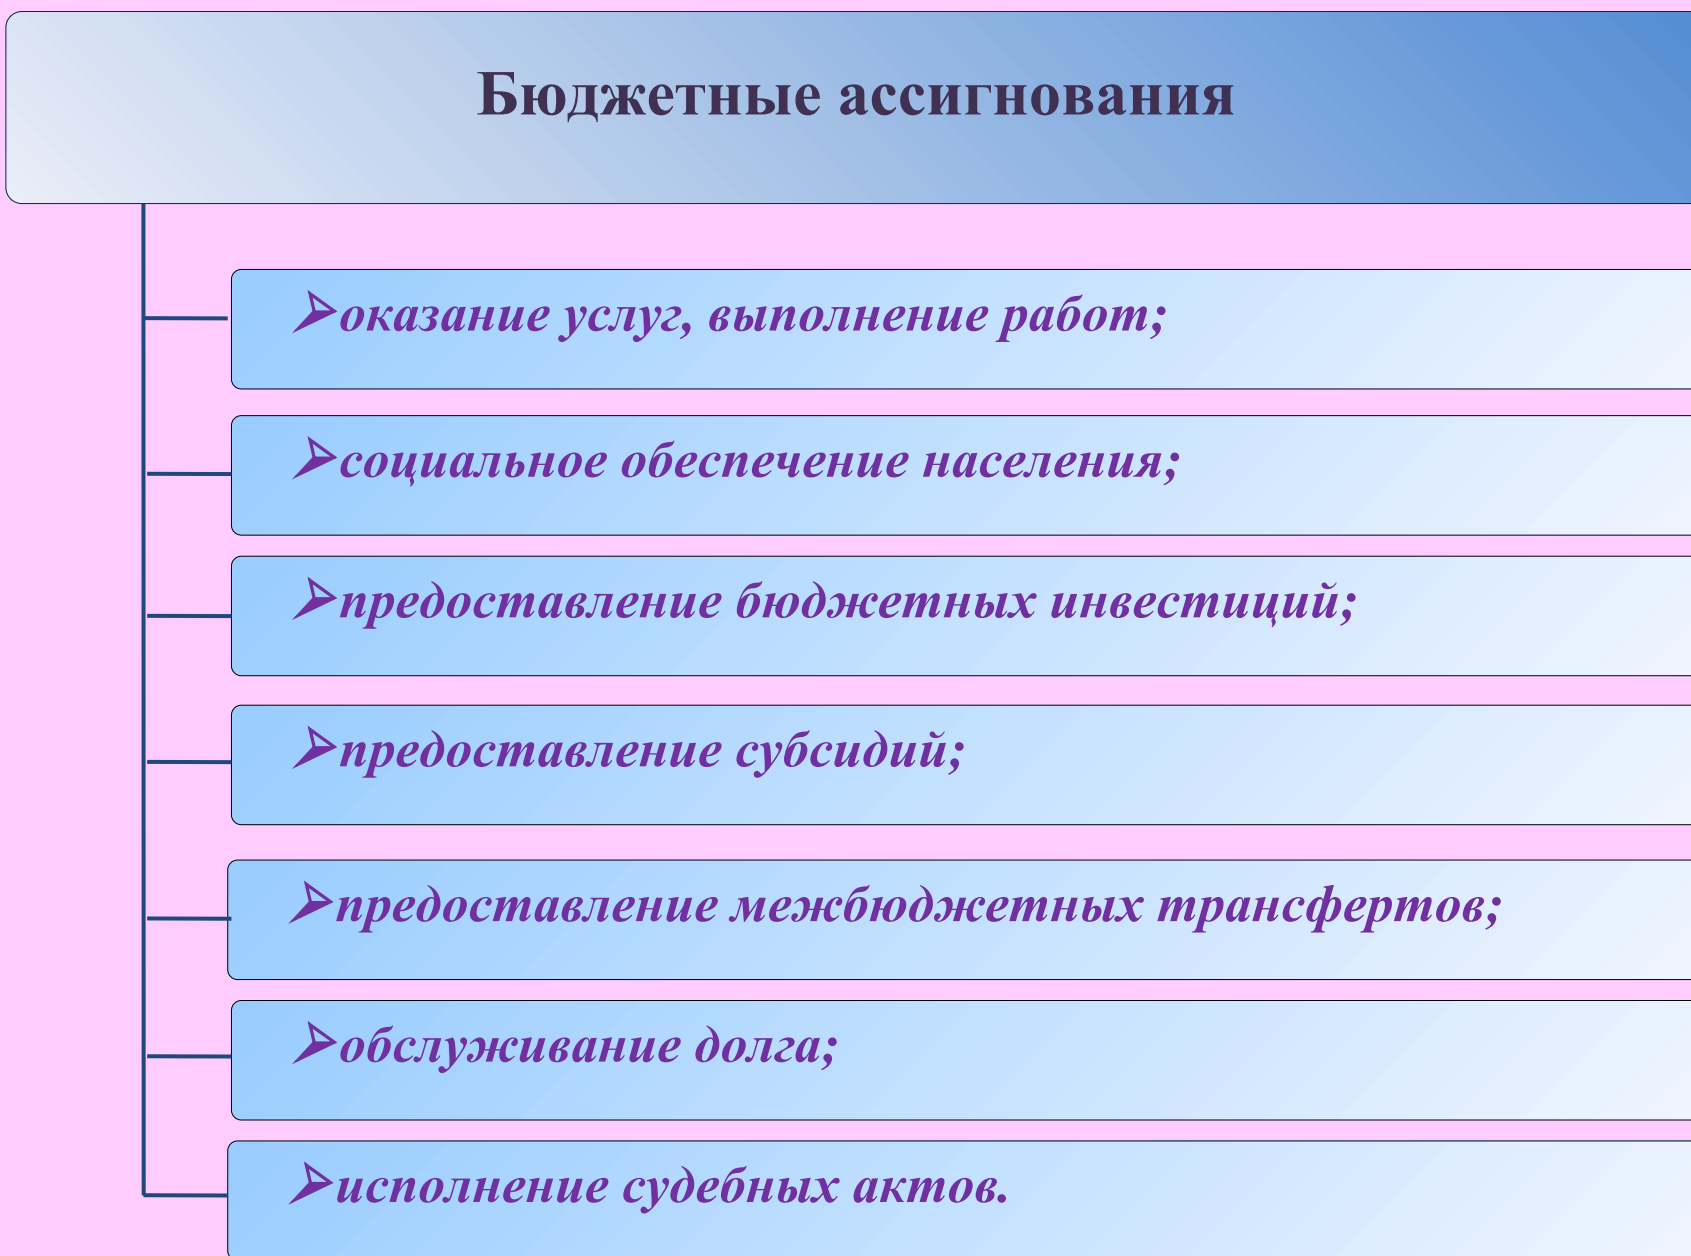 Бюджетные ассигнования
➢оказание услуг, выполнение работ;
➢социальное обеспечение населения;
➢предоставление бюджетных инвестиций;
➢предоставление субсидий;
➢предоставление межбюджетных трансфертов;
➢обслуживание долга;
➢исполнение судебных актов.